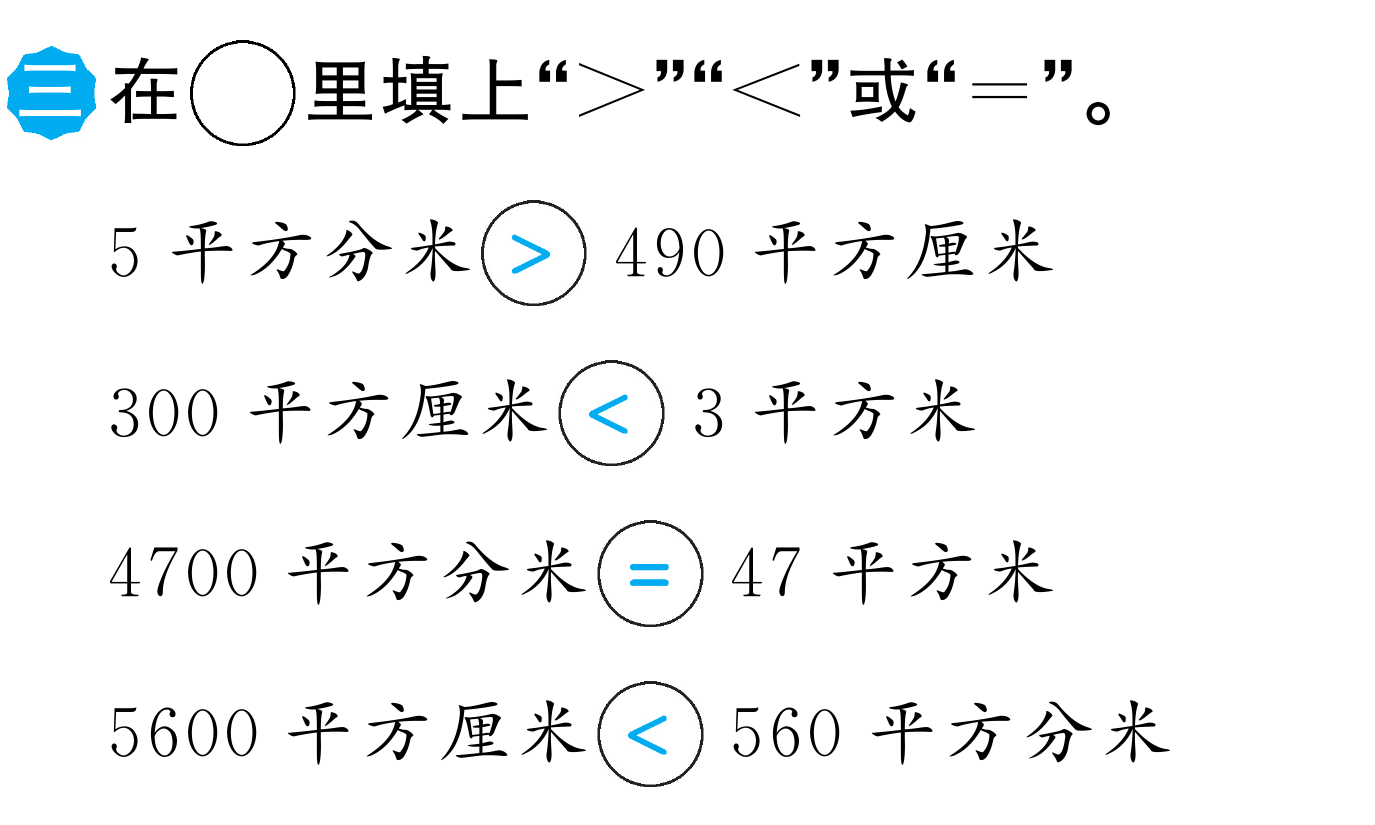 三 在○里填上“>”“<”或“=”。
5 平方分米 > 490 平方厘米
300 平方厘米 < 3 平方米
4700 平方分米 = 47 平方米
5600 平方厘米 < 560 平方分米